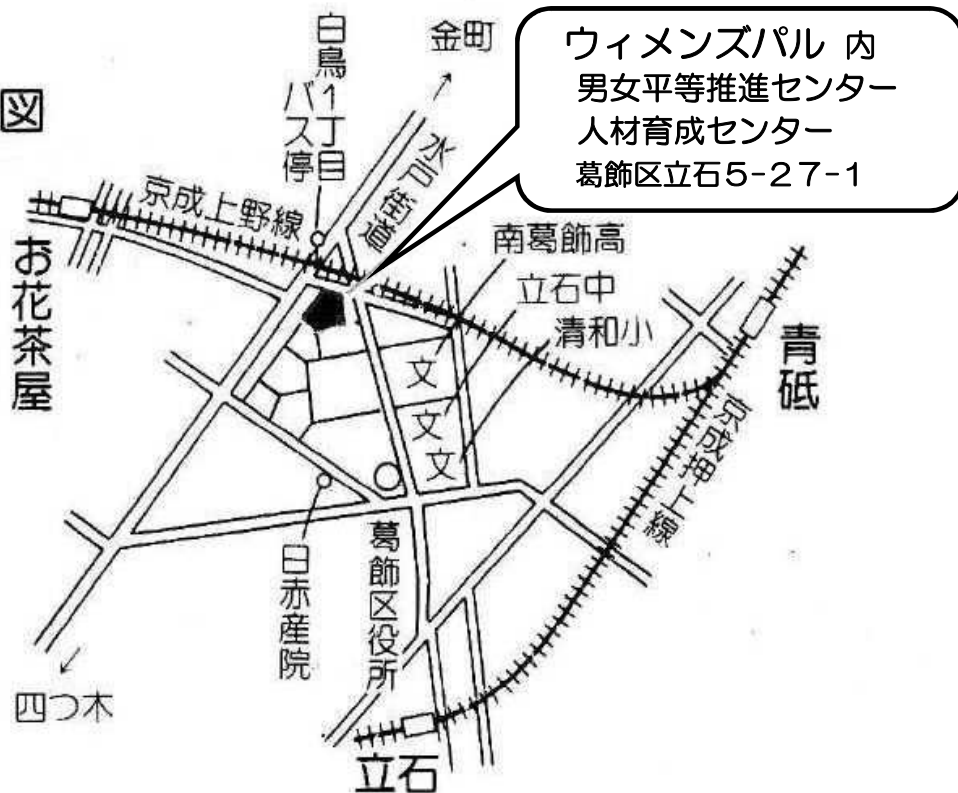 図
白鳥1丁目
バス停
金町
ウィメンズパル 内
男女平等推進センター
人材育成センター
葛飾区立石5-27-1
水戸街道
京成上野線
お花茶屋
南葛飾高
立石中
清和小
青砥
京成押上線
文
文
文
日赤産院
葛飾区役所
四つ木
立石